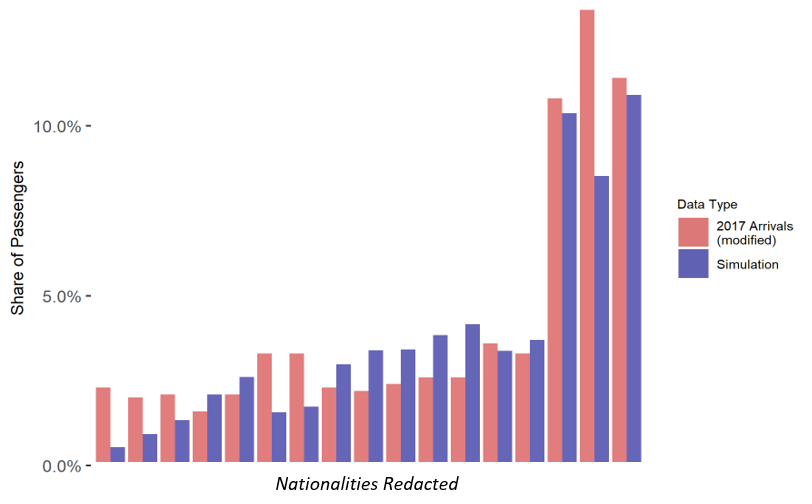 10.0%
5.0%
0.0%
Share of Passengers
Nationalities Redacted
Data Type
2017 Arrivals
(modified)
Simulation